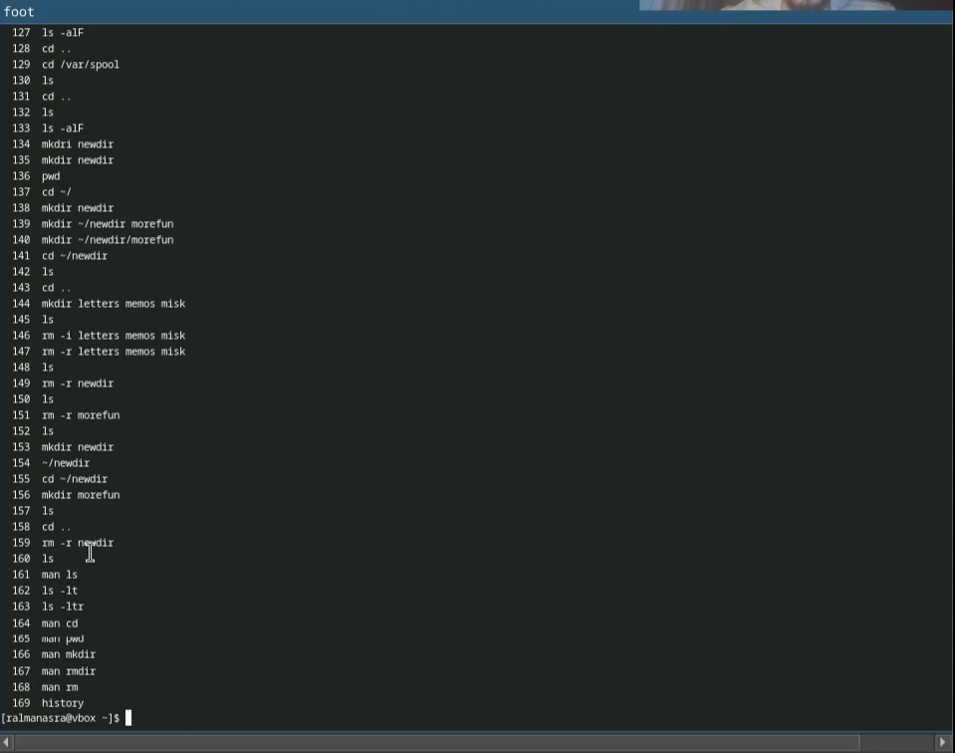 foot
127 ls -alF
128 cd ..
129 cd /var/spool
130 ls
131 cd ..
132 ls
133 ls -alF
134 mkdri newdir
135 mkdir newdir
136 pwd
137 cd ~/
138 mkdir newdir
139 mkdir ~/newdir morefun
140 mkdir ~/newdir/morefun
141 cd ~/newdir
142 ls
143 cd ..
144 mkdir letters memos misk
145 ls
146 rm -i letters memos misk
147 rm -r letters memos misk
148 ls
149 rm -r newdir
150 ls
151 rm -r morefun
152 ls
153 mkdir newdir
154 ~/newdir
155 cd ~/newdir
156 mkdir morefun
157 ls
158 cd ..
159 rm -r newdir
160 ls
161 man ls
162 ls -lt
163 ls -ltr
164 man cd
165 man pwd
166 man mkdir
167 man rmdir
168 man rm
169 history
[ralmanasra@vbox ~]$